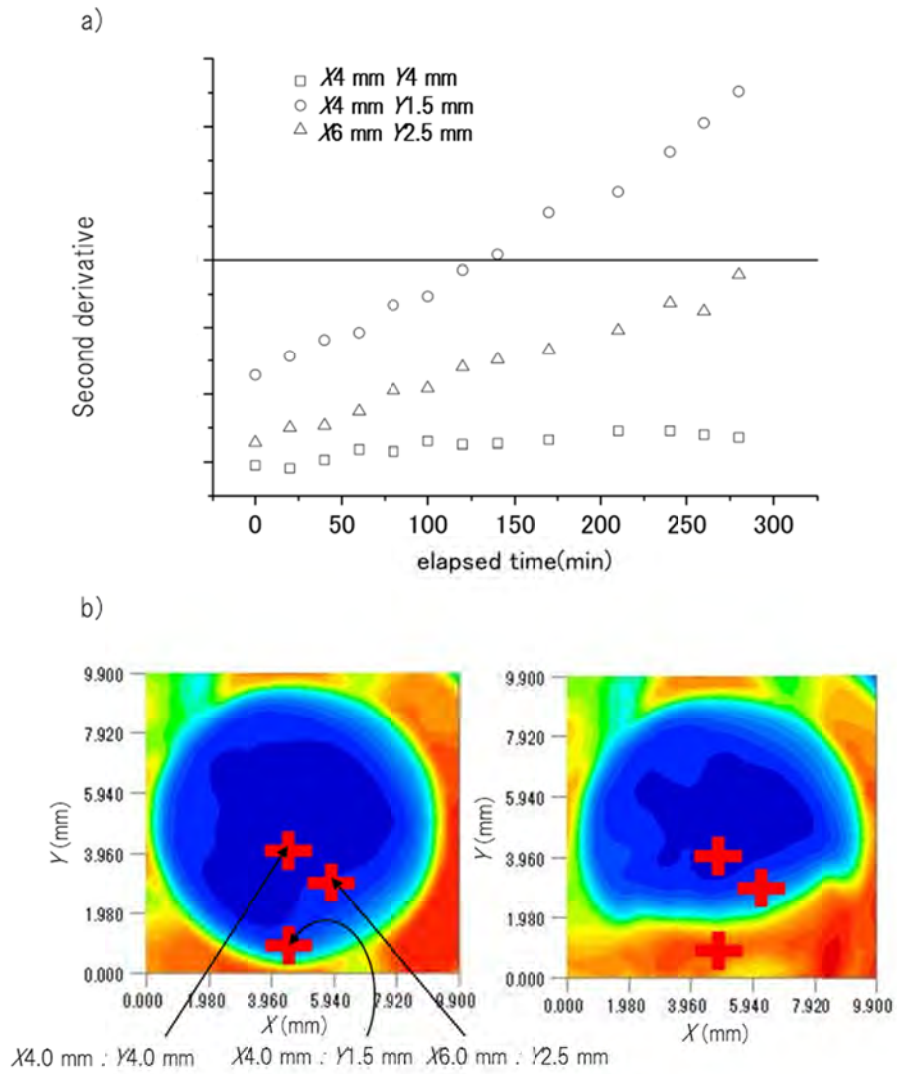 a)
X4 mm Y4 mm
X4 mm Y1.5 mm
X6 mm Y2.5 mm
Second derivative
0 50 100 150 200 250 300
elapsed time(min)
b)
9.900
7.920
5.940
3.960
1.980
0.000
Y (mm)
0.000 1.980 3.960 5.940 7.920 9.900
X (mm)
9.900
7.920
5.940
3.960
1.980
0.000
Y (mm)
0.000 1.980 3.960 5.940 7.920 9.900
X (mm)
X4.0 mm : Y4.0 mm X4.0 mm : Y1.5 mm X6.0 mm : Y2.5 mm